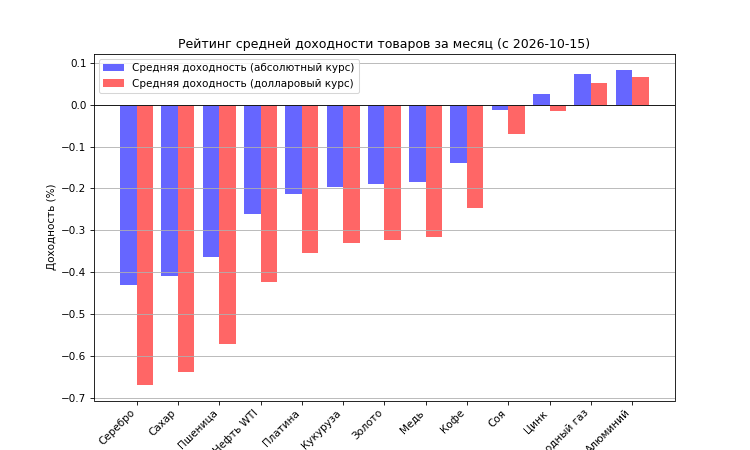 Рейтинг средней доходности товаров за месяц (с 2026-10-15)
Средняя доходность (абсолютный курс)
Средняя доходность (долларовый курс)
Доходность (%)
0.1
0.0
−0.1
−0.2
−0.3
−0.4
−0.5
−0.6
−0.7
Серебро
Сахар
Пшеница
Нефть WTI
Платина
Кукуруза
Золото
Медь
Кофе
Соя
Цинк
одный газ
Алюминий